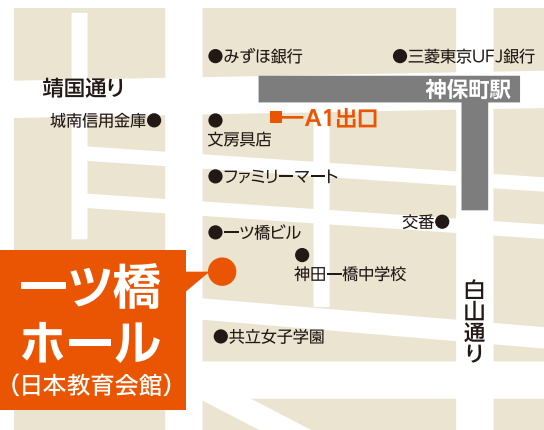 みずほ銀行
三菱東京UFJ銀行
靖国通り
神保町駅
城南信用金庫
A1出口
文房具店
ファミリーマート
交番
一ツ橋ビル
神田一橋中学校
一ツ橋
ホール
（日本教育会館）
白山通り
共立女子学園